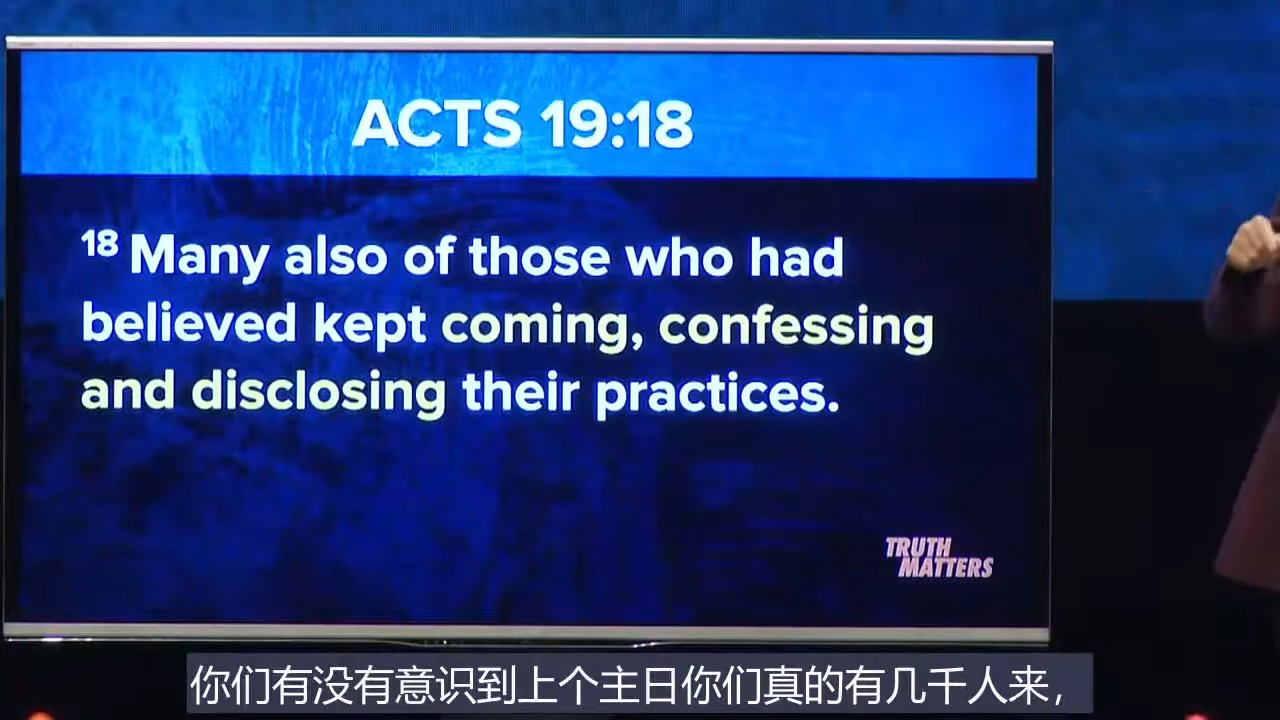 ACTS 19:18
18 Many also of those who had
believed kept coming, confessing
and disclosing their practices.
TRUTH
MATTERS
你们有没有意识到上个主日你们真的有几千人来，